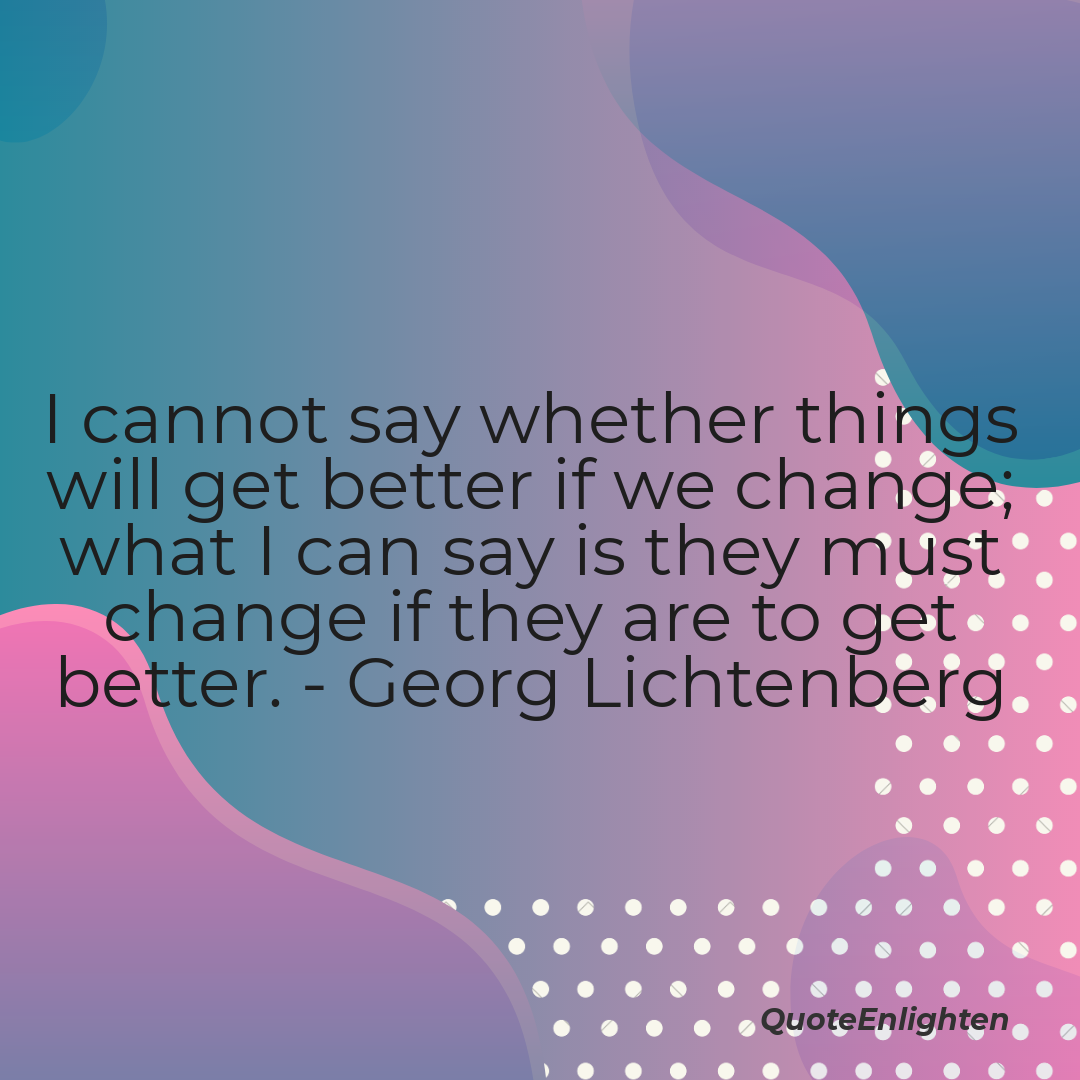 I cannot say whether things
will get better if we change;
what I can say is they must
change if they are to get
better. - Georg Lichtenberg
QuoteEnlighten